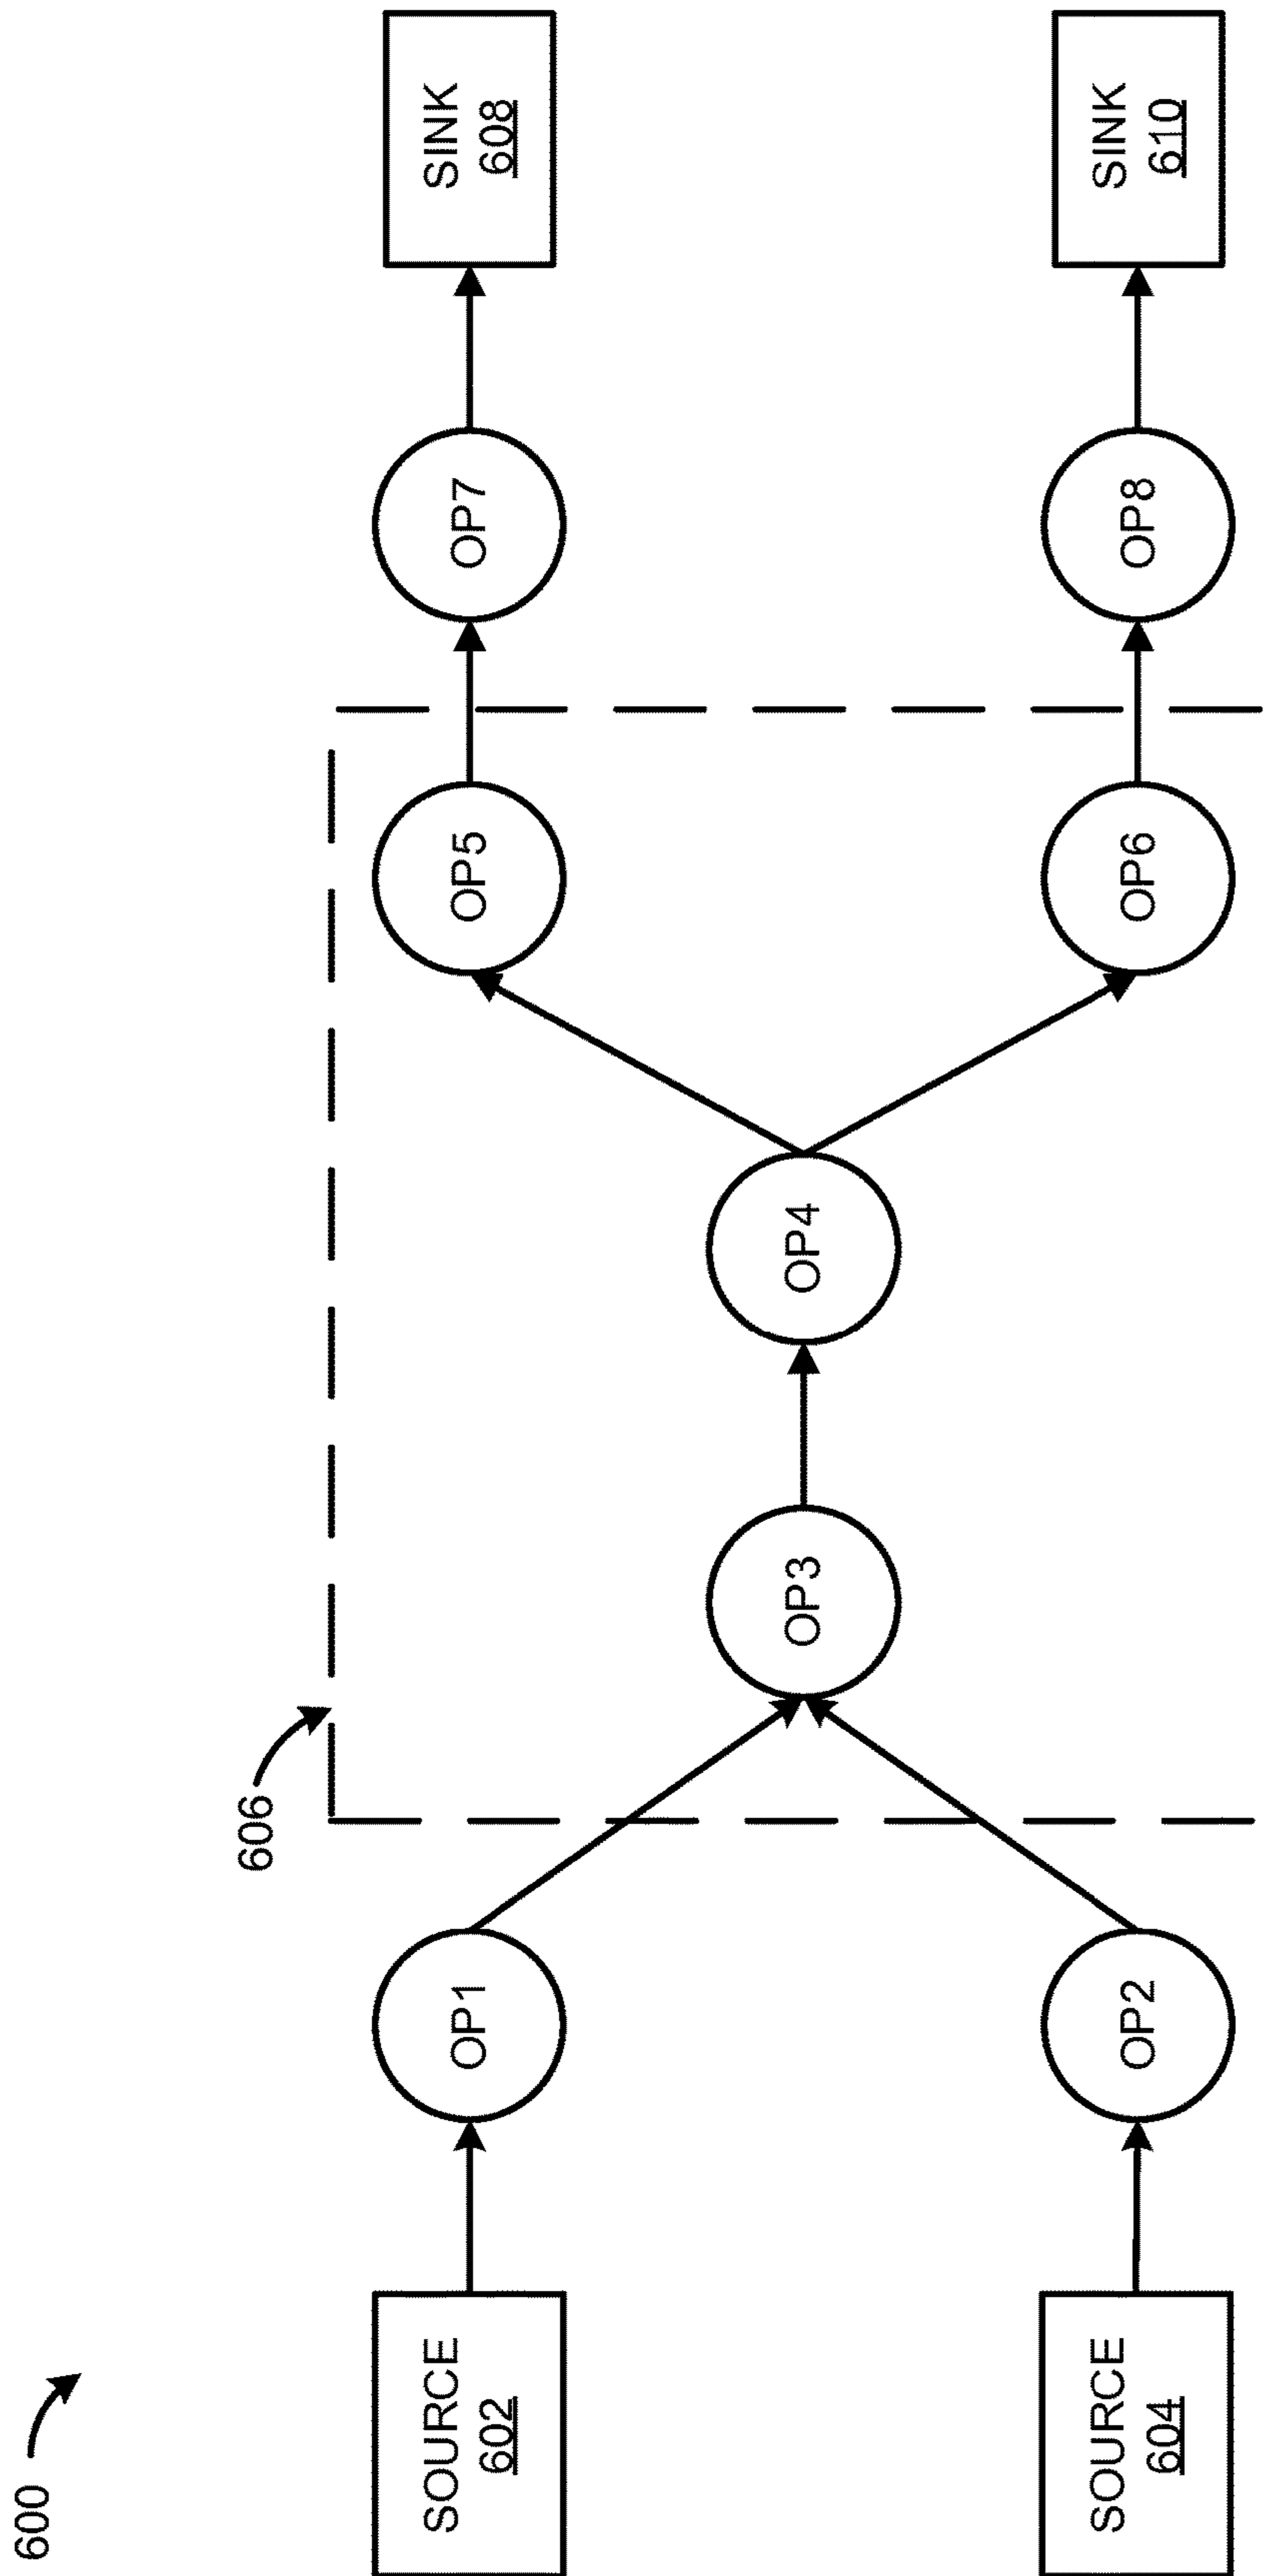 600
606
SOURCE
602
OP1
OP5
OP7
SINK
608
OP3
OP4
SOURCE
604
OP2
OP6
OP8
SINK
610